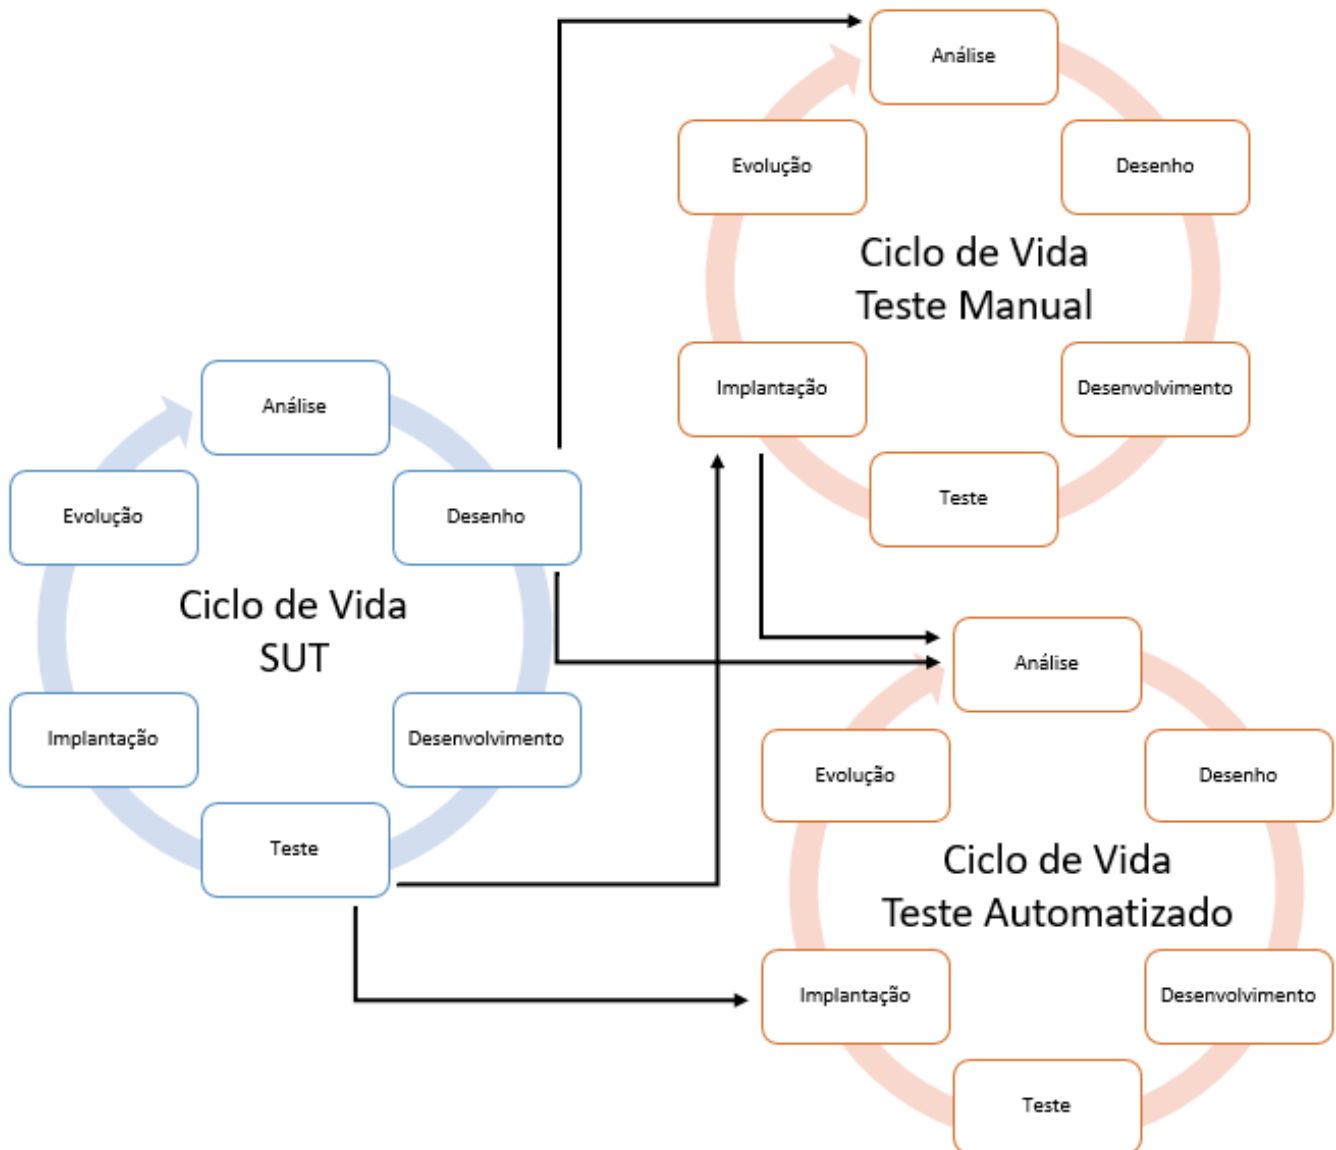 Análise
Evolução
Desenho
Ciclo de Vida
Teste Manual
Implantação
Desenvolvimento
Teste
Análise
Evolução
Desenho
Ciclo de Vida
SUT
Implantação
Desenvolvimento
Teste
Análise
Evolução
Desenho
Ciclo de Vida
Teste Automatizado
Implantação
Desenvolvimento
Teste